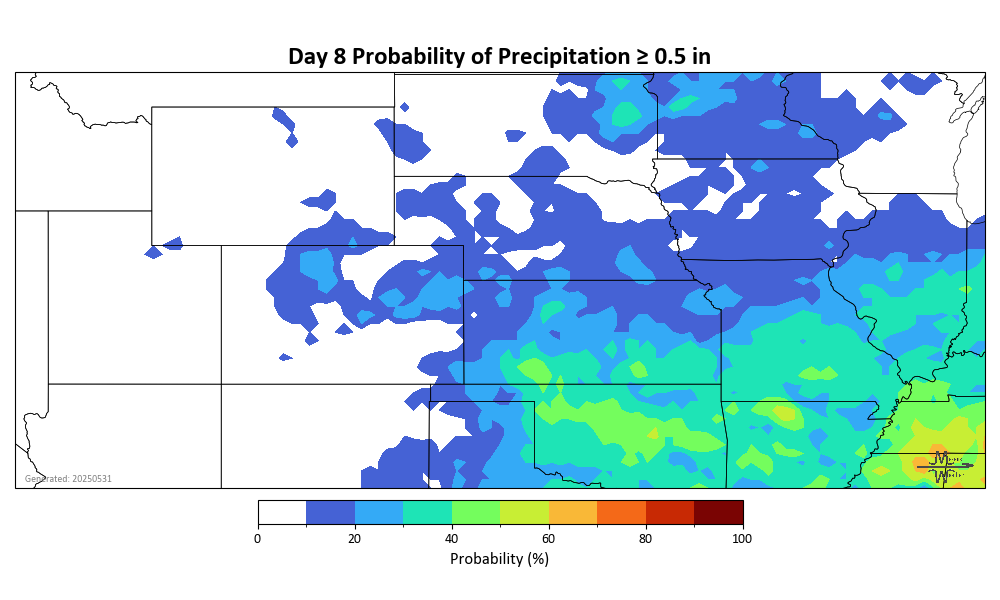 Day 8 Probability of Precipitation ≥ 0.5 in
Generated: 20250531
0 20 40 60 80 100
Probability (%)